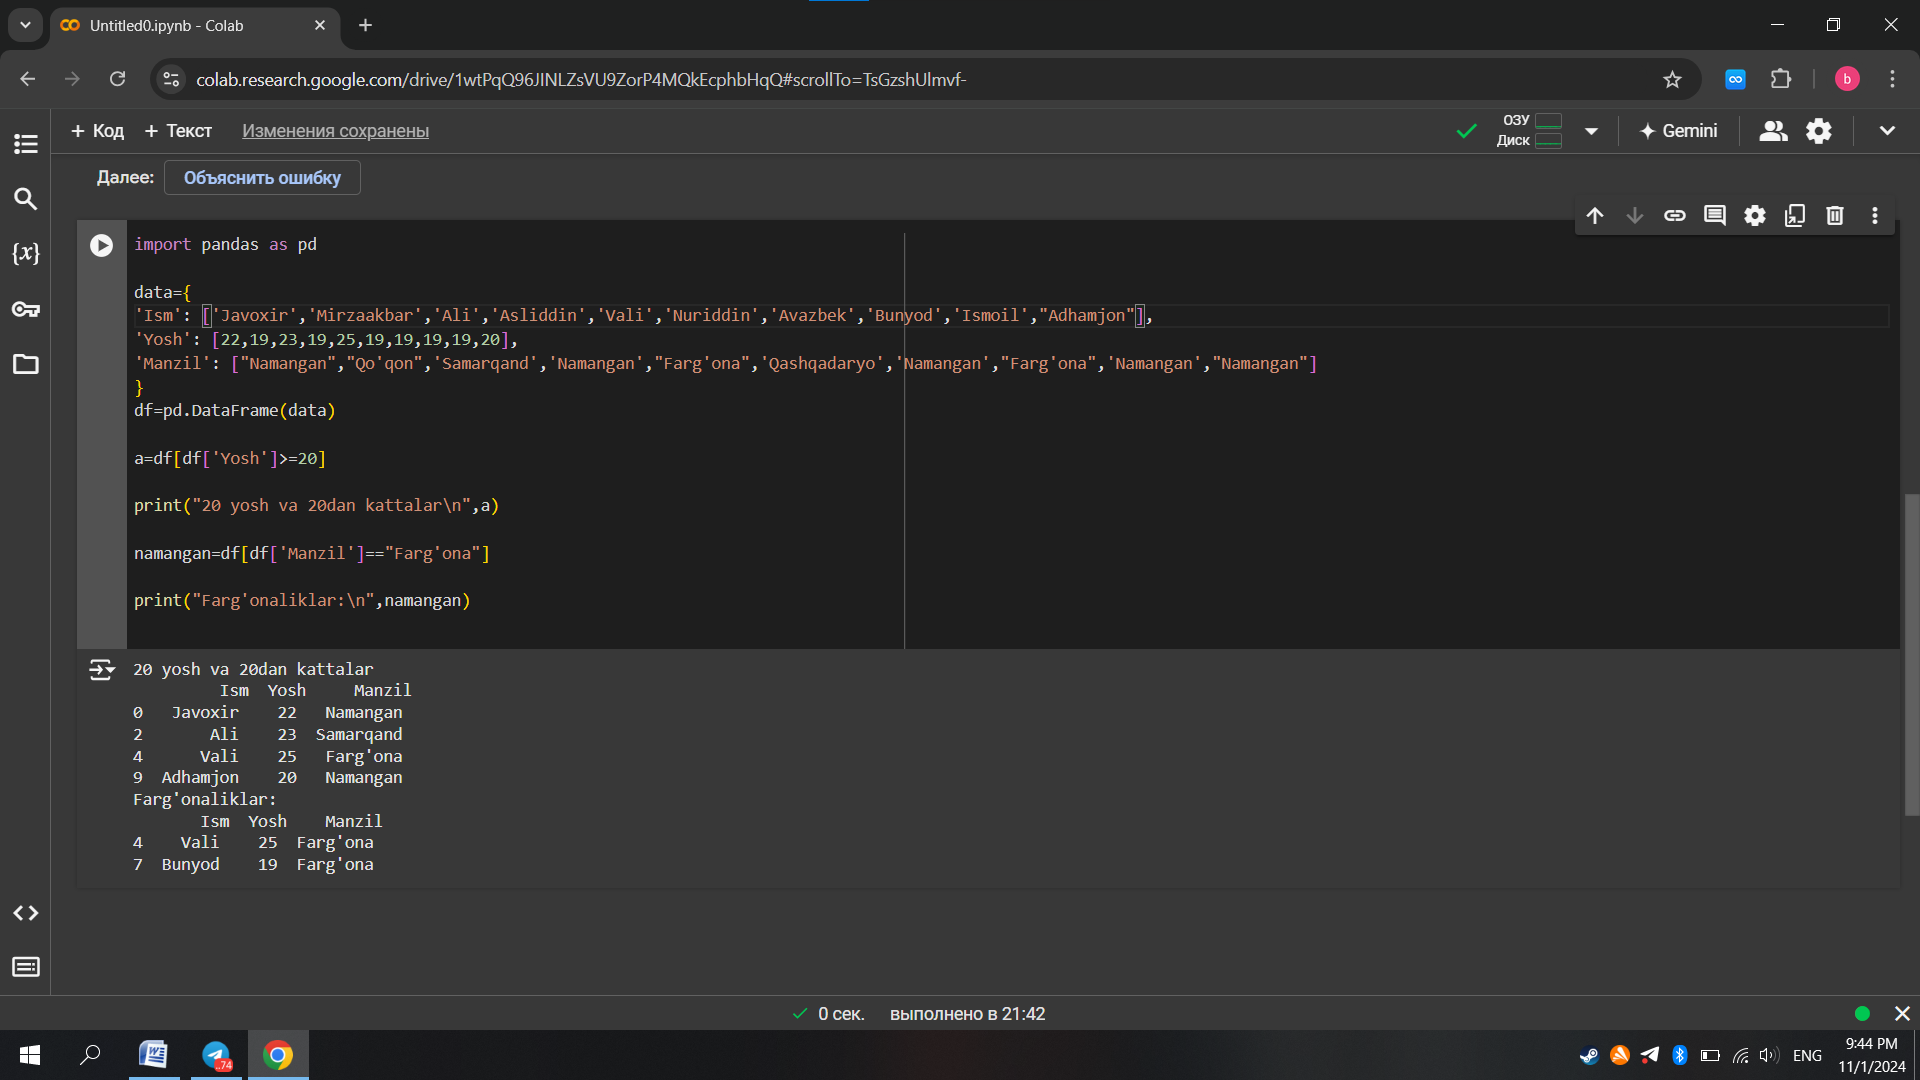 Untitled0.ipynb - Colab
colab.research.google.com/drive/1wtPqQ96JINLZsVU9ZorP4MQkEcphbHqQ#scrollTo=TsGzshUlmvf-
b
+ Код + Текст Изменения сохранены
ОЗУ
Диск
Gemini
Далее: Объяснить ошибку
{x}
import pandas as pd
data={
'Ism': ['Javoxir','Mirzaakbar','Ali','Asliddin','Vali','Nuriddin','Avazbek','Bunyod','Ismoil',"Adhamjon"],
'Yosh': [22,19,23,19,25,19,19,19,19,20],
'Manzil': ["Namangan","Qo'qon",'Samarqand','Namangan',"Farg'ona",'Qashqadaryo','Namangan',"Farg'ona",'Namangan',"Namangan"]
}
df=pd.DataFrame(data)
a=df[df['Yosh']>=20]
print("20 yosh va 20dan kattalar\n",a)
namangan=df[df['Manzil']=="Farg'ona"]
print("Farg'onaliklar:\n",namangan)
20 yosh va 20dan kattalar
Ism Yosh Manzil
0 Javoxir 22 Namangan
2 Ali 23 Samarqand
4 Vali 25 Farg'ona
9 Adhamjon 20 Namangan
Farg'onaliklar:
Ism Yosh Manzil
4 Vali 25 Farg'ona
7 Bunyod 19 Farg'ona
0 сек. выполнено в 21:42
W
..74
ENG
9:44 PM
11/1/2024